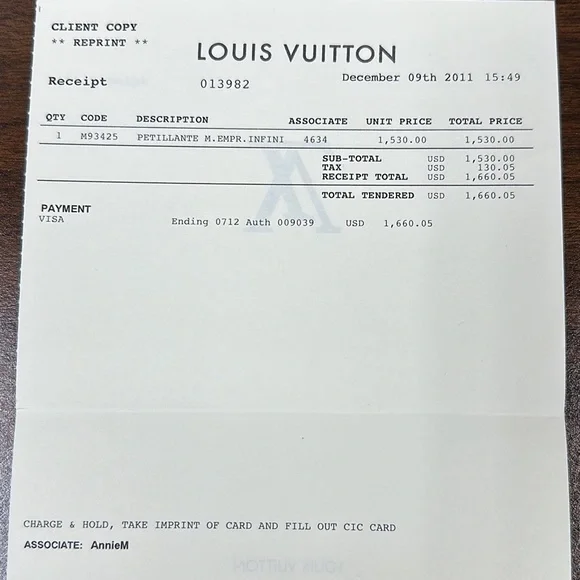 CLIENT COPY
** REPRINT **
LOUIS VUITTON
Receipt 013982 December 09th 2011 15:49
QTY CODE DESCRIPTION ASSOCIATE UNIT PRICE TOTAL PRICE
1 M93425 PETILLANTE M.EMPR.INFINI 4634 1,530.00 1,530.00
SUB-TOTAL USD 1,530.00
TAX USD 130.05
RECEIPT TOTAL USD 1,660.05
TOTAL TENDERED USD 1,660.05
PAYMENT
VISA Ending 0712 Auth 009039 USD 1,660.05
CHARGE & HOLD, TAKE IMPRINT OF CARD AND FILL OUT CIC CARD
ASSOCIATE: AnnieM